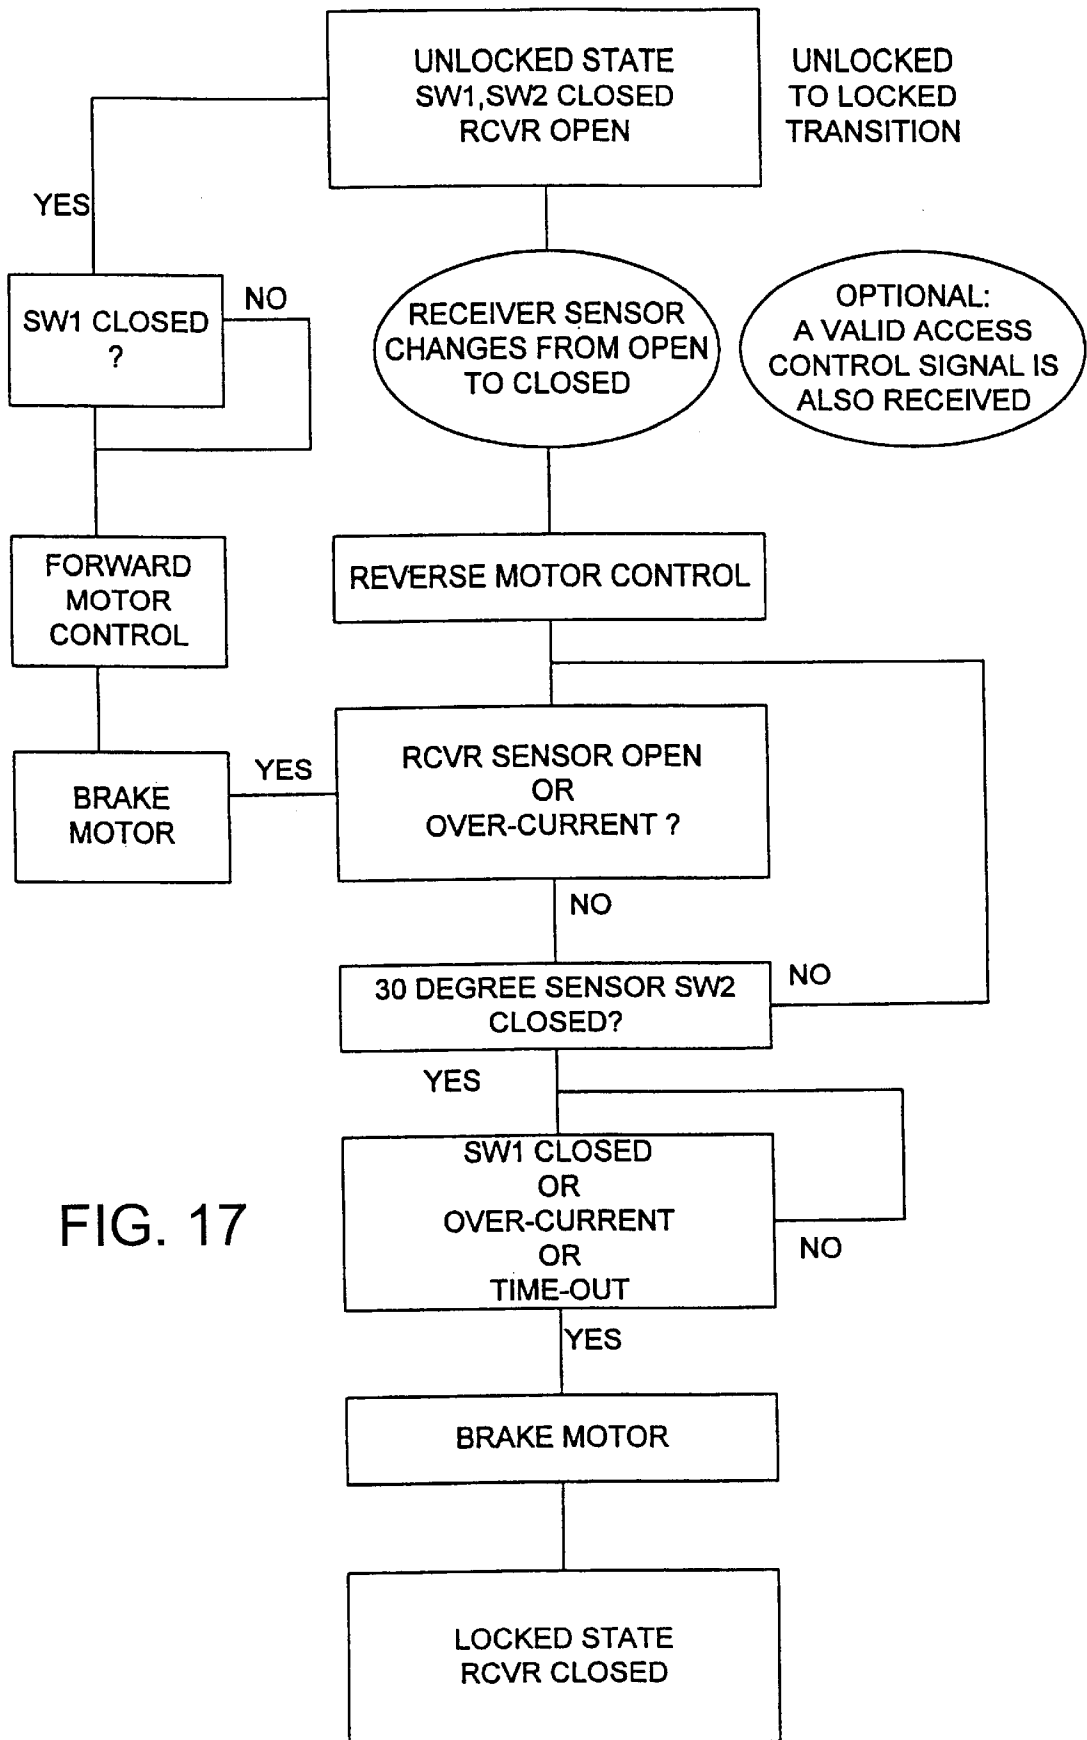 UNLOCKED STATE
SW1,SW2 CLOSED
RCVR OPEN
UNLOCKED
TO LOCKED
TRANSITION
YES
SW1 CLOSED
?
NO
RECEIVER SENSOR
CHANGES FROM OPEN
TO CLOSED
OPTIONAL:
A VALID ACCESS
CONTROL SIGNAL IS
ALSO RECEIVED
FORWARD
MOTOR
CONTROL
REVERSE MOTOR CONTROL
BRAKE
MOTOR
YES
RCVR SENSOR OPEN
OR
OVER-CURRENT ?
NO
30 DEGREE SENSOR SW2
CLOSED?
NO
YES
SW1 CLOSED
OR
OVER-CURRENT
OR
TIME-OUT
NO
YES
FIG. 17
BRAKE MOTOR
LOCKED STATE
RCVR CLOSED